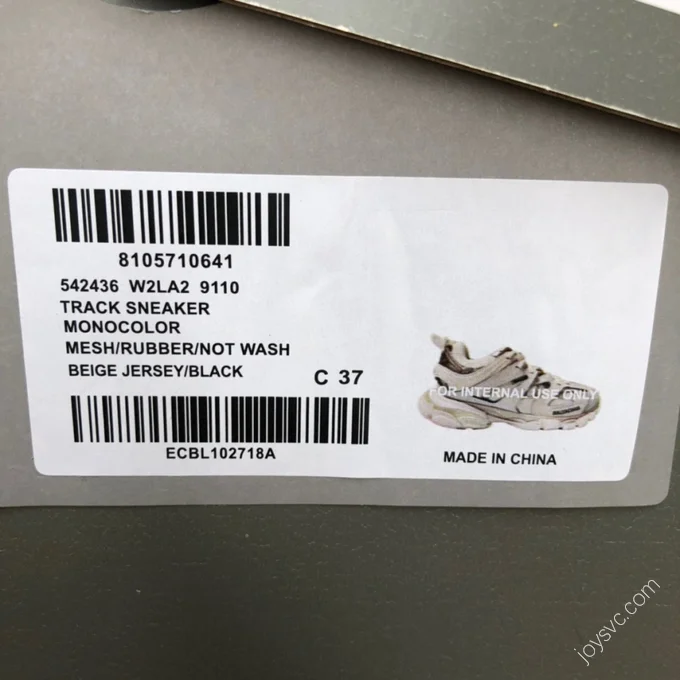 8105710641
542436 W2LA2 9110
TRACK SNEAKER
MONOCOLOR
MESH/RUBBER/NOT WASH
BEIGE JERSEY/BLACK
C 37
ECBL102718A
FOR INTERNAL USE ONLY
MADE IN CHINA
joysvc.com